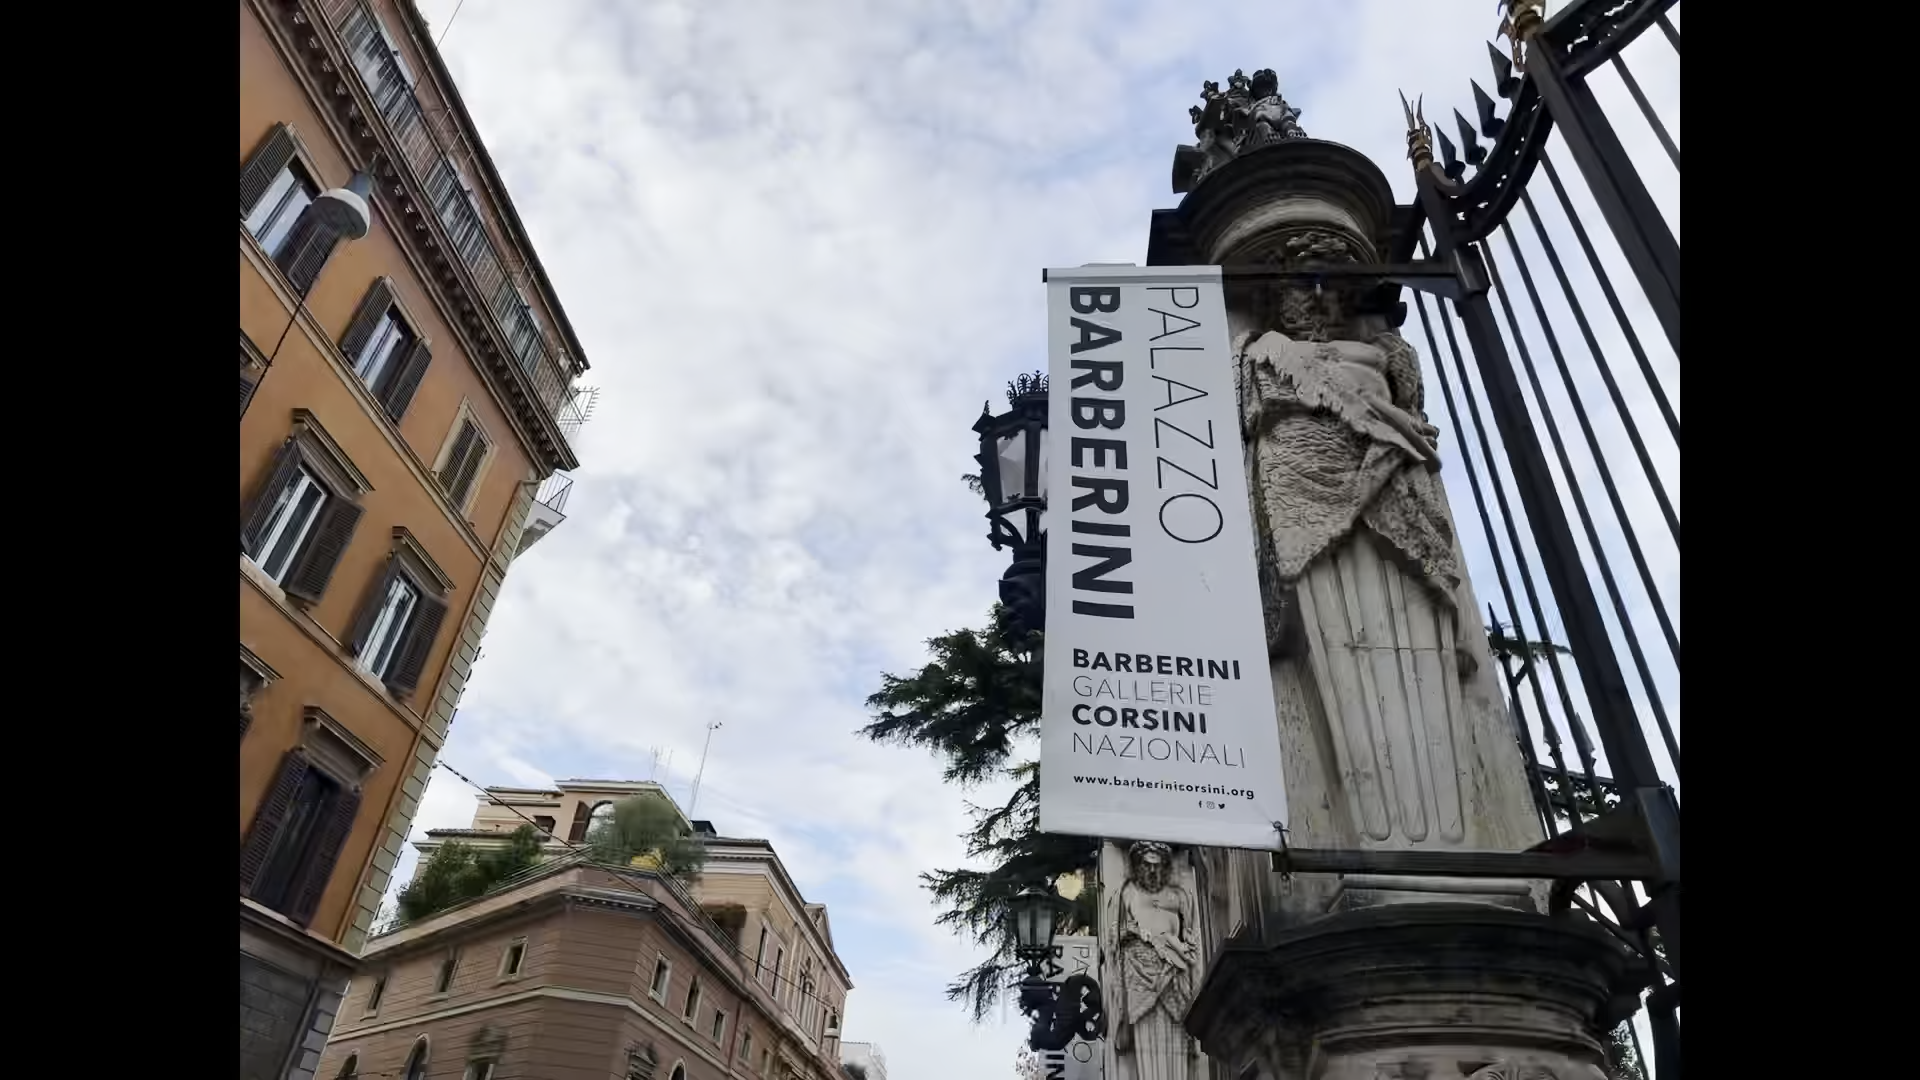 PALAZZO
BARBERINI
BARBERINI
GALLERIE
CORSINI
NAZIONALI
www.barberinicorsini.org